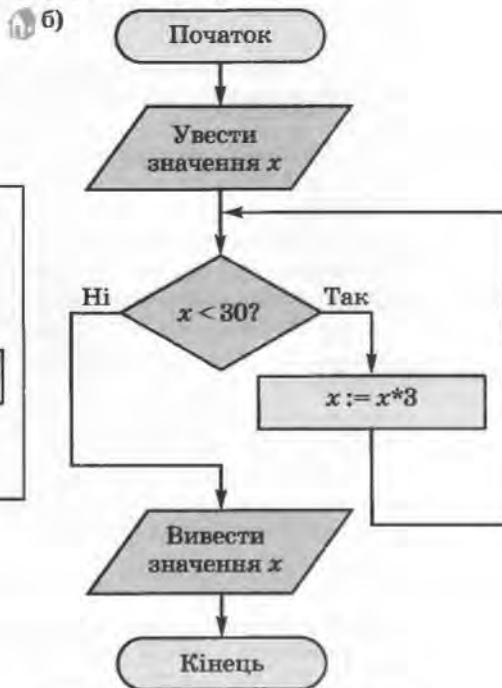 б)
Початок
Увести
значення x
x < 30?
Ні
Так
x := x*3
Вивести
значення x
Кінець